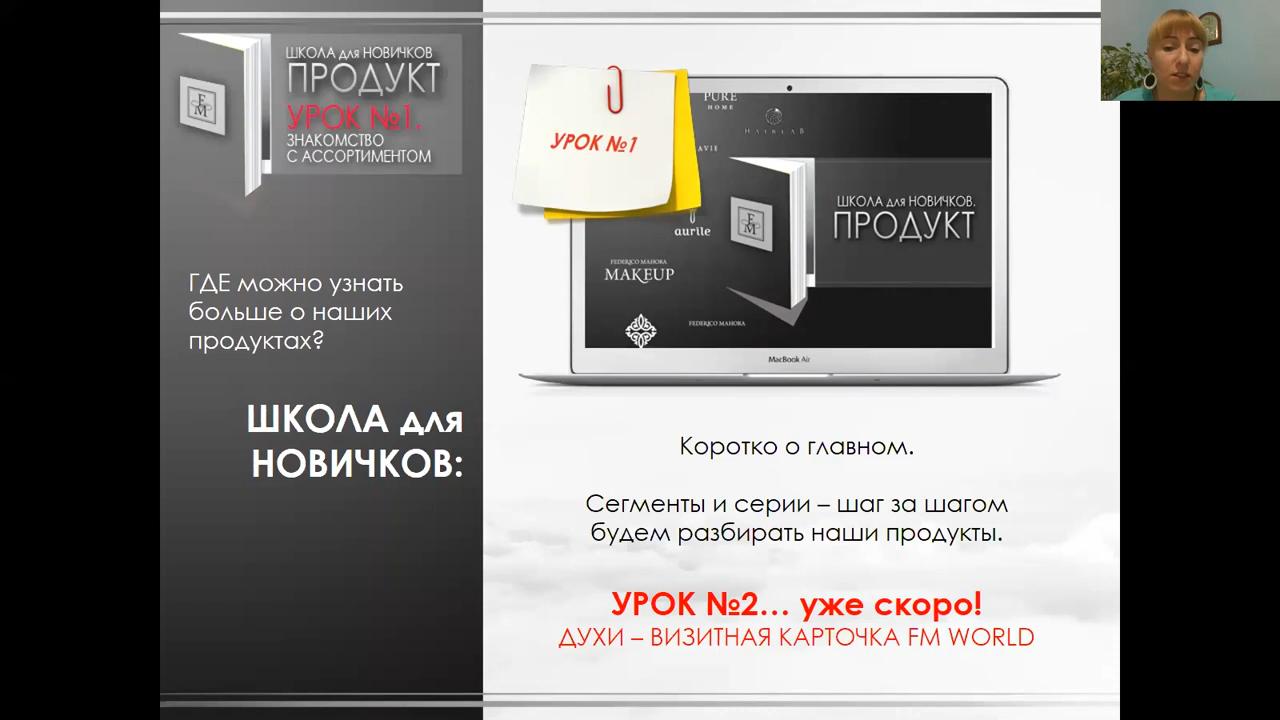 ШКОЛА для НОВИЧКОВ
ПРОДУКТ
УРОК №1.
ЗНАКОМСТВО
С АССОРТИМЕНТОМ
FM
ГДЕ можно узнать
больше о наших
продуктах?
ШКОЛА для
НОВИЧКОВ:
УРОК №1
PURE
HOME
HAIRLAB
AVIE
aurile
FEDERICO MAHORA
MAKEUP
FEDERICO MAHORA
FM
ШКОЛА для НОВИЧКОВ.
ПРОДУКТ
MacBook Air
Коротко о главном.
Сегменты и серии – шаг за шагом
будем разбирать наши продукты.
УРОК №2... уже скоро!
ДУХИ – ВИЗИТНАЯ КАРТОЧКА FM WORLD